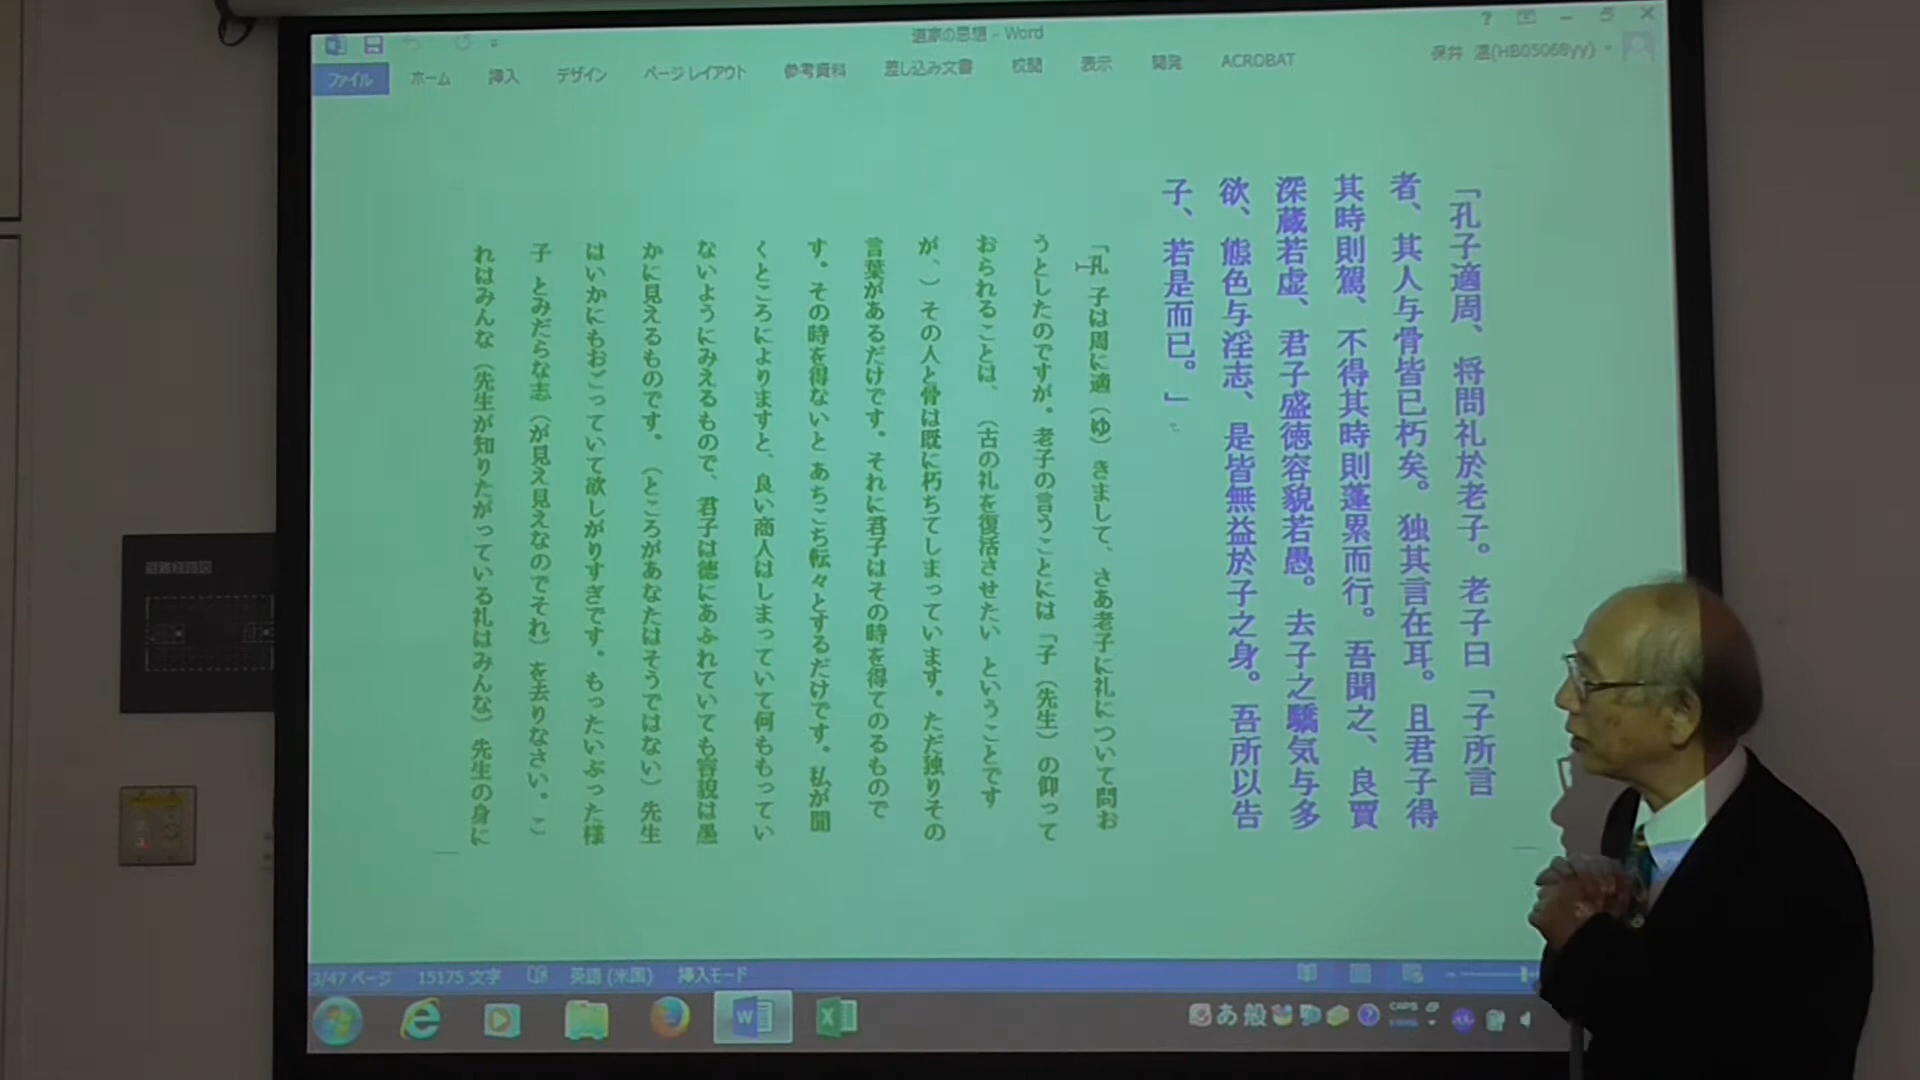 道家の思想 - Word
保井 温(HB05068yy)
ファイル ホーム 挿入 デザイン ページ レイアウト 参考資料 差し込み文書 校閲 表示 開発 ACROBAT
「孔子適周、将問礼於老子。老子曰「子所言
者、其人与骨皆已朽矣。独其言在耳。且君子得
其時則駕、不得其時則蓬累而行。吾聞之、良賈
深蔵若虚、君子盛徳容貌若愚。去子之驕気与多
欲、態色与淫志、是皆無益於子之身。吾所以告
子、若是而已。」
「孔 子は周に適（ゆ）きまして、さあ老子に礼について問お
うとしたのですが。老子の言うことには「子（先生）の仰って
おられることは、（古の礼を復活させたい ということです
が、）その人と骨は既に朽ちてしまっています。ただ独りその
言葉があるだけです。それに君子はその時を得てのるもので
す。その時を得ないと あちこち転々とするだけです。私が聞
くところによりますと、良い商人はしまっていて何ももってい
ないようにみえるもので、君子は徳にあふれていても容貌は愚
かに見えるものです。（ところがあなたはそうではない）先生
はいかにもおごっていて欲しがりすぎです。もったいぶった様
子 とみだらな志（が見え見えなのでそれ）を去りなさい。こ
れはみんな（先生が知りたがっている礼はみんな）先生の身に
3/47 ページ 15175 文字 英語 (米国) 挿入モード
あ 般 CAPS
避難経路図